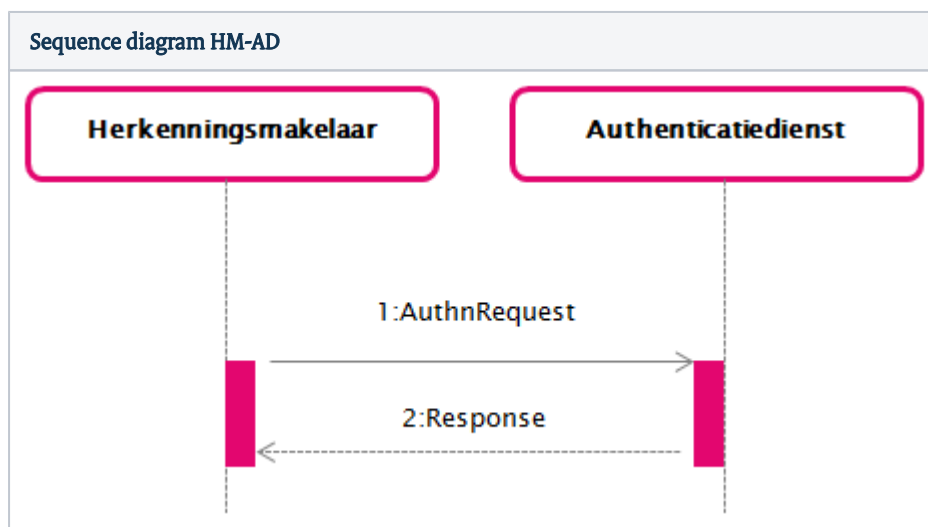 Sequence diagram HM-AD
Herkenningsmakelaar
Authenticatiedienst
1:AuthnRequest
2:Response